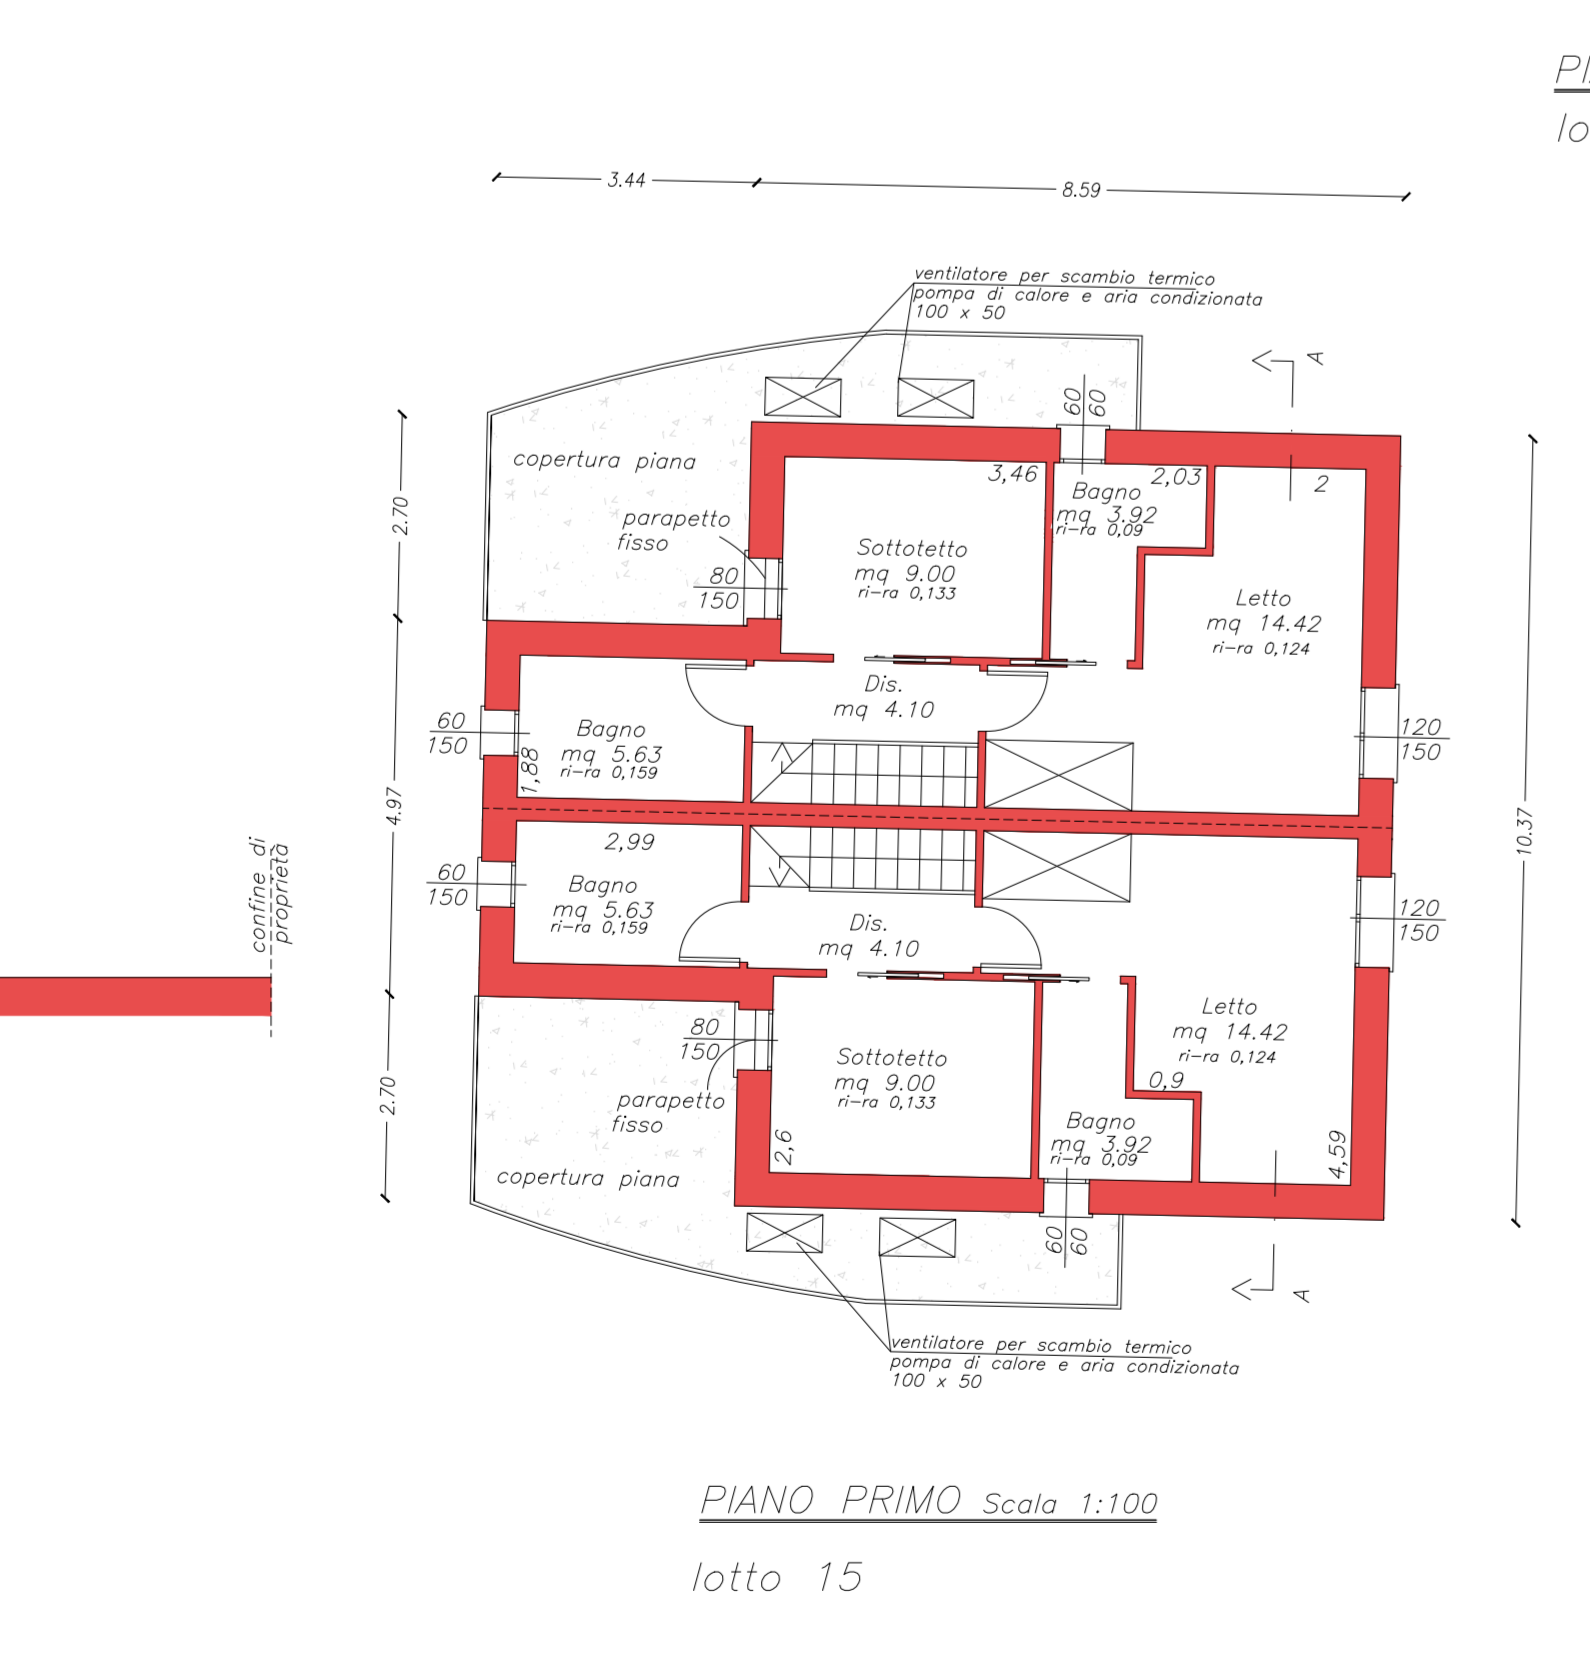 PI
lo
3.44
8.59
ventilatore per scambio termico
pompa di calore e aria condizionata
100 x 50
A
60
60
copertura piana
3,46
2,03
2
Bagno
mq 3.92
ri-ra 0,09
2.70
parapetto
fisso
80
150
Sottotetto
mq 9.00
ri-ra 0,133
Letto
mq 14.42
ri-ra 0,124
Dis.
mq 4.10
60
150
Bagno
mq 5.63
ri-ra 0,159
1,88
120
150
4.97
10.37
confine di
proprietà
2,99
60
150
Bagno
mq 5.63
ri-ra 0,159
Dis.
mq 4.10
120
150
80
150
Sottotetto
mq 9.00
ri-ra 0,133
Letto
mq 14.42
ri-ra 0,124
0,9
2.70
parapetto
fisso
2,6
Bagno
mq 3.92
ri-ra 0,09
4,59
copertura piana
60
60
A
ventilatore per scambio termico
pompa di calore e aria condizionata
100 x 50
PIANO PRIMO Scala 1:100
lotto 15